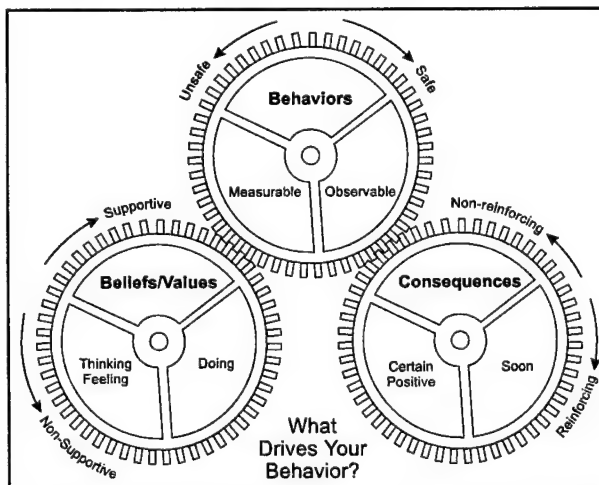 Unsafe
Safe
Behaviors
Measurable
Observable
Supportive
Non-reinforcing
Beliefs/Values
Consequences
Thinking
Feeling
Doing
Certain
Positive
Soon
Non-Supportive
Reinforcing
What
Drives Your
Behavior?